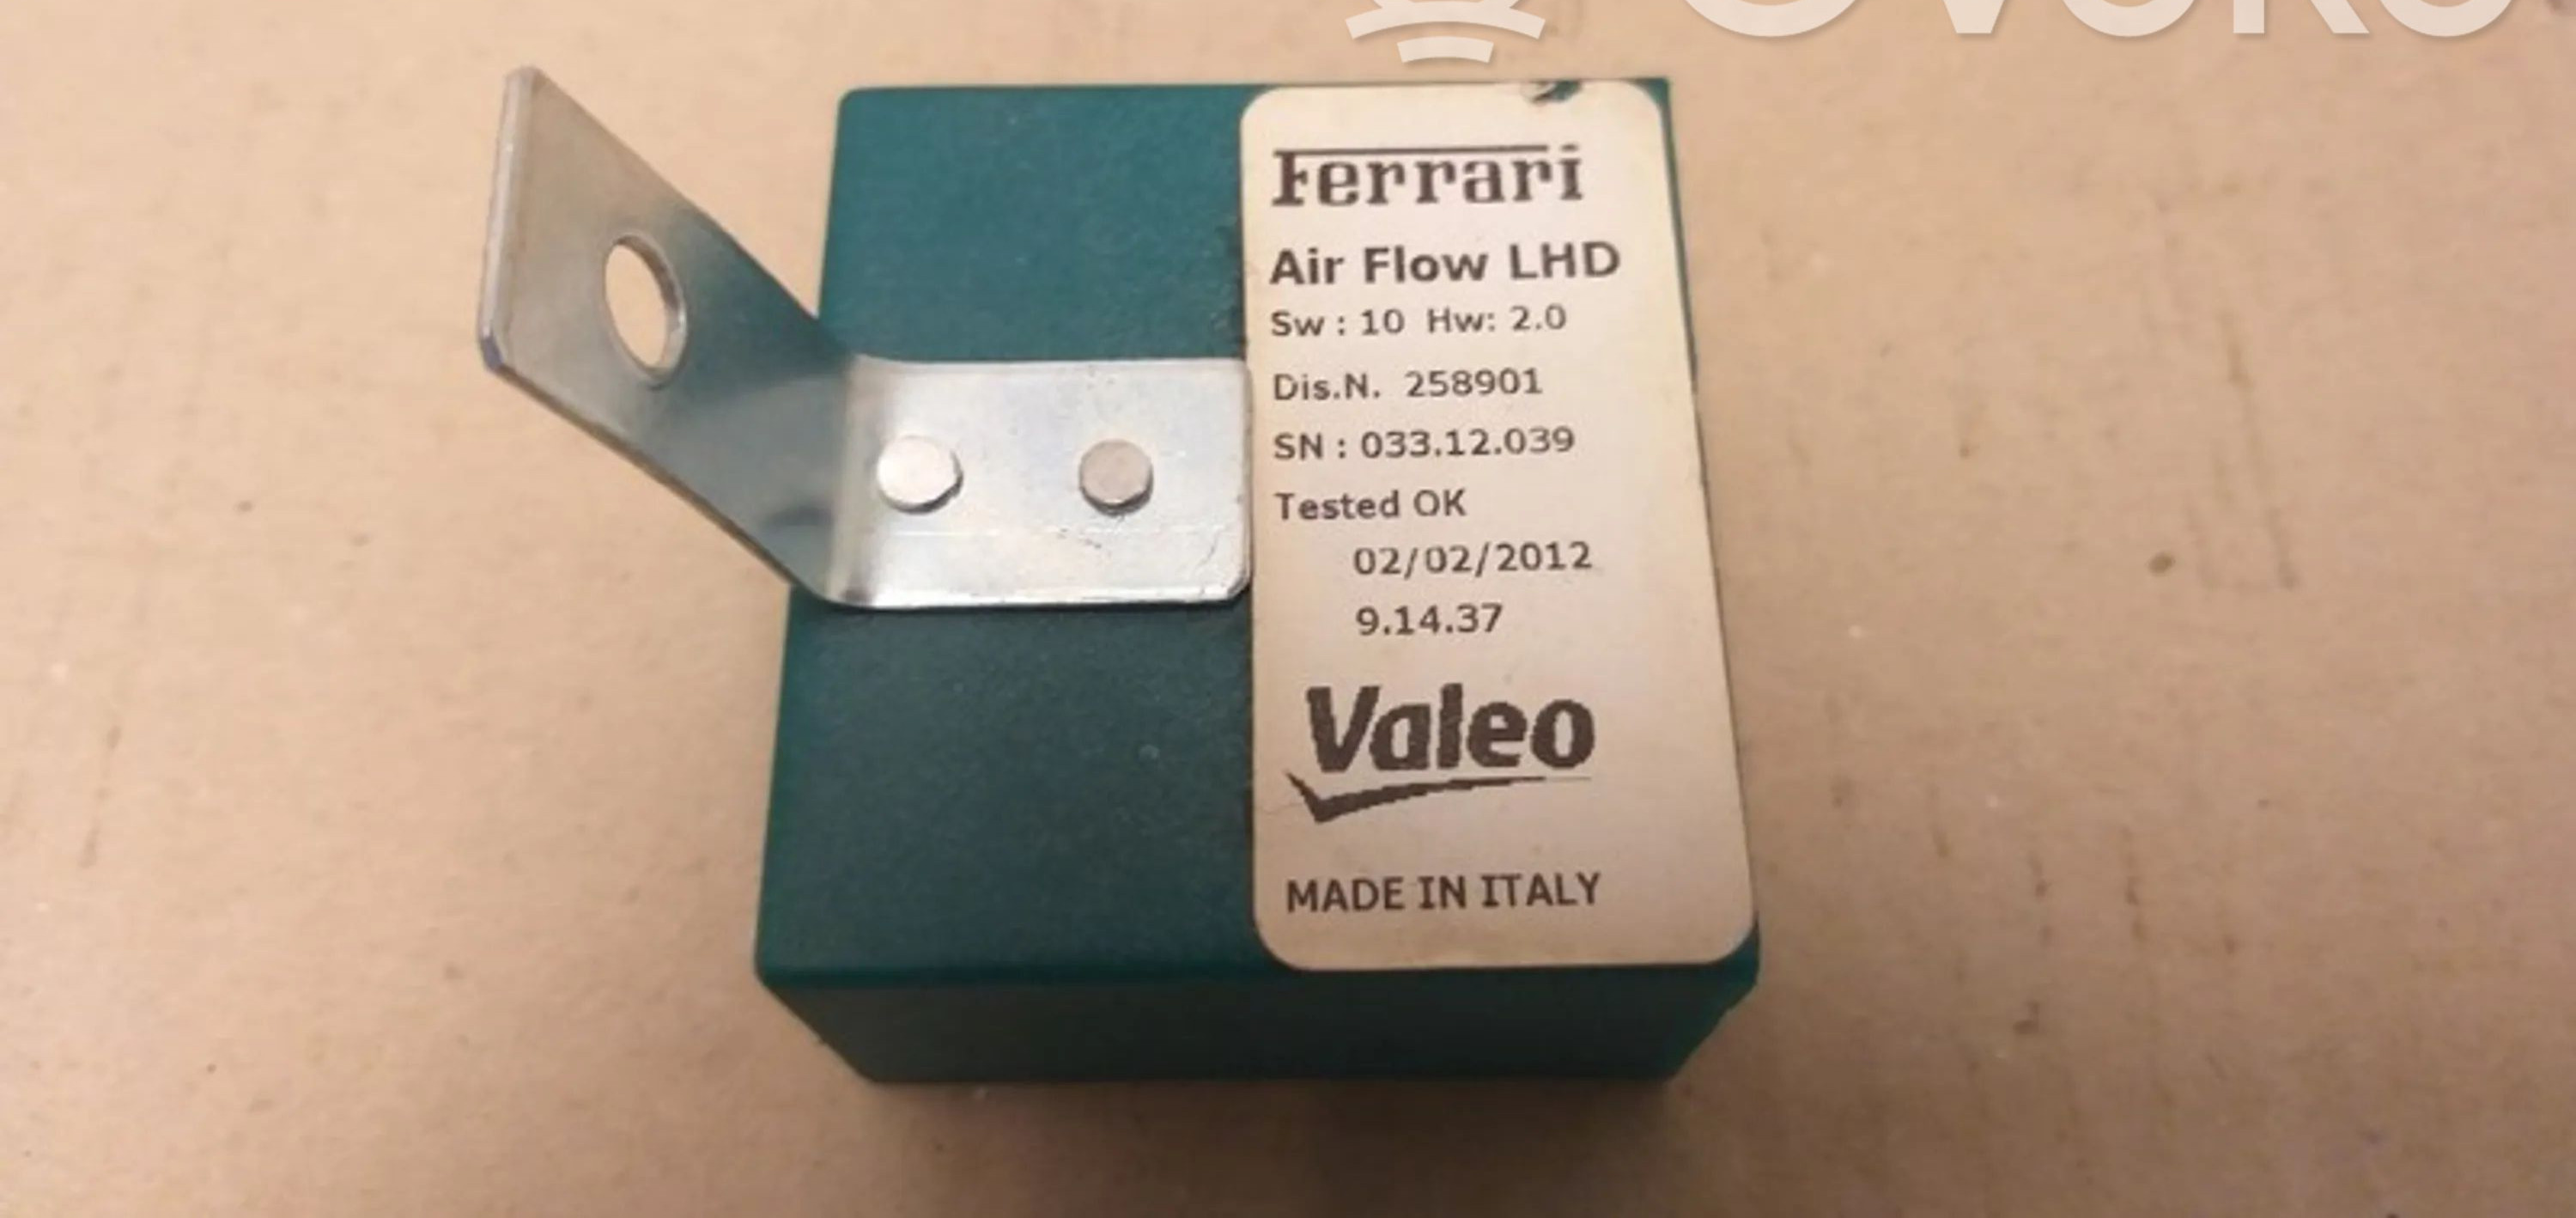 Ferrari
Air Flow LHD
Sw : 10 Hw: 2.0
Dis.N. 258901
SN : 033.12.039
Tested OK
02/02/2012
9.14.37
Valeo
MADE IN ITALY